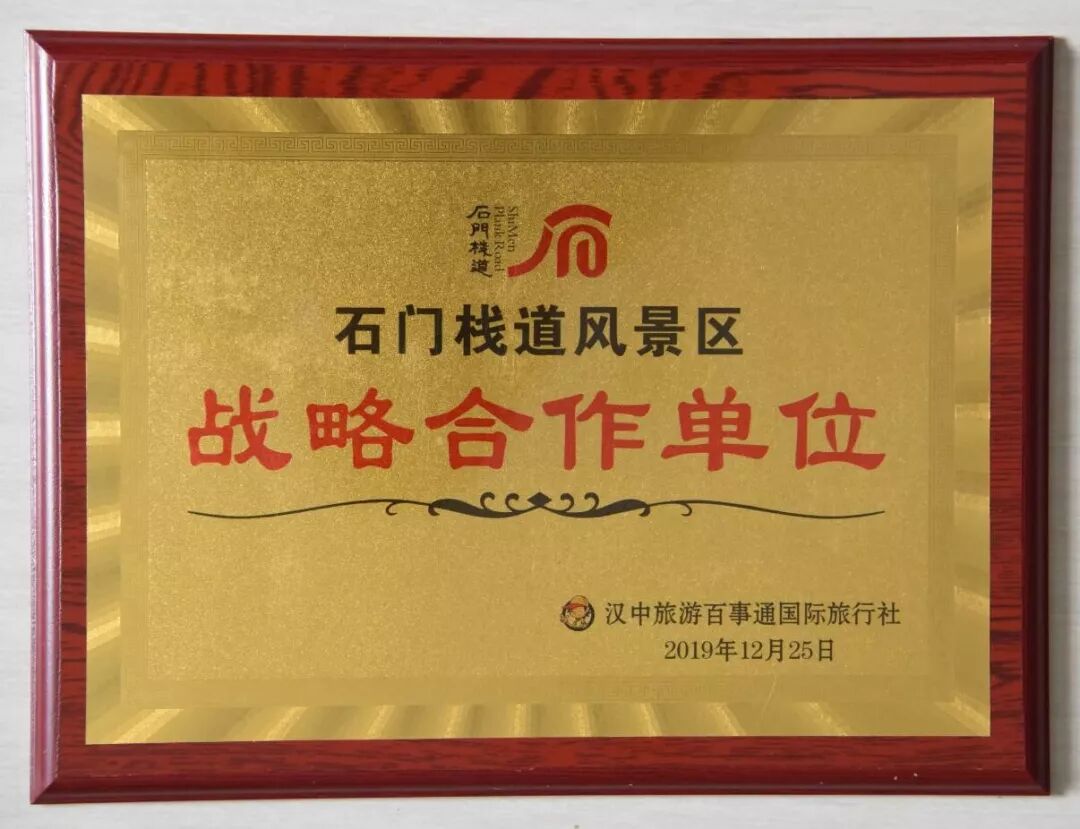 石門栈道
ShiMen
Plank Road
石门栈道风景区
战略合作单位
汉中旅游百事通国际旅行社
2019年12月25日